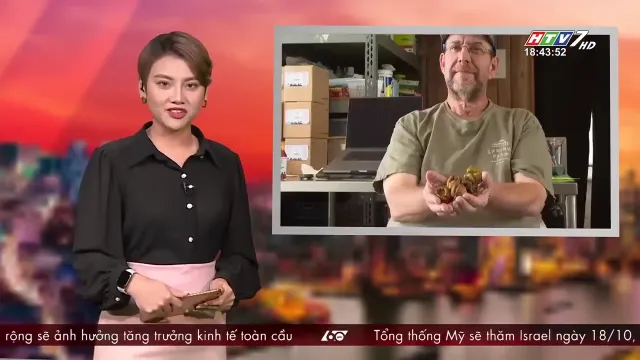 HTV7 HD
18:43:52
rộng sẽ ảnh hưởng tăng trưởng kinh tế toàn cầu
Tổng thống Mỹ sẽ thăm Israel ngày 18/10,